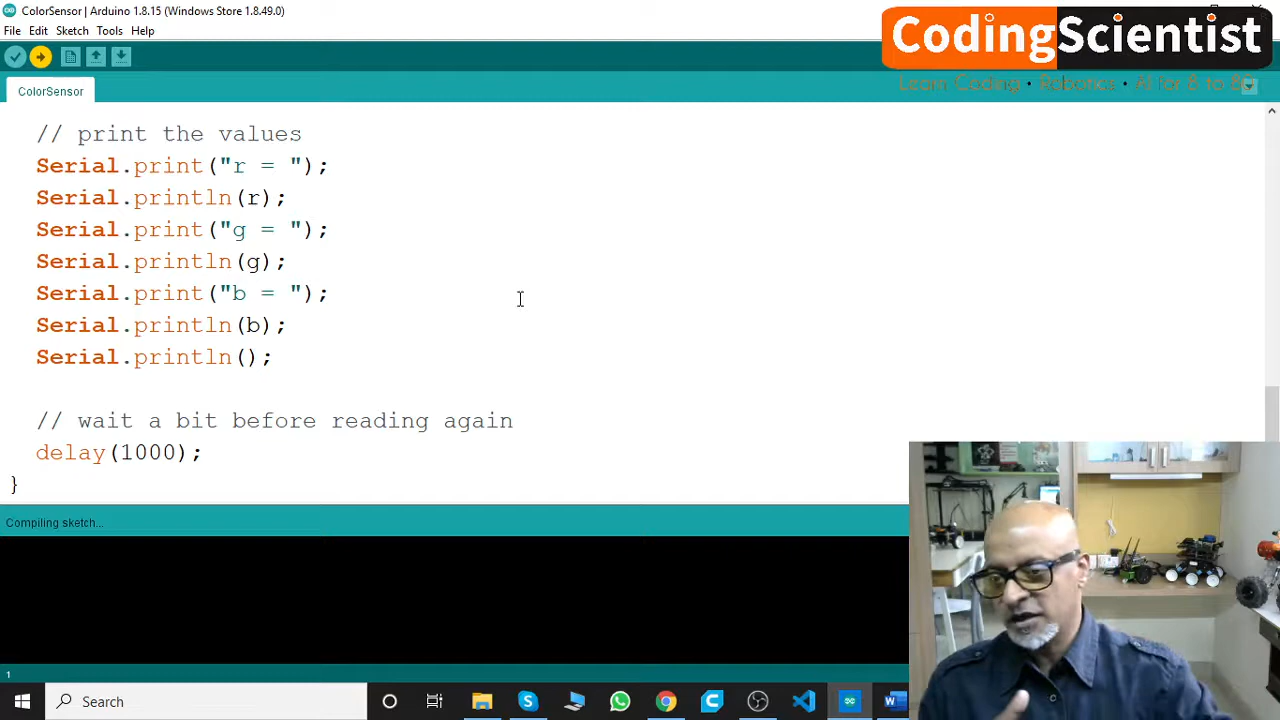 ColorSensor | Arduino 1.8.15 (Windows Store 1.8.49.0)
File Edit Sketch Tools Help
CodingScientist
Learn Coding • Robotics • AI for 8 to 80
ColorSensor
// print the values
Serial.print("r = ");
Serial.println(r);
Serial.print("g = ");
Serial.println(g);
Serial.print("b = ");
Serial.println(b);
Serial.println();
// wait a bit before reading again
delay(1000);
}
Compiling sketch...
1
Search